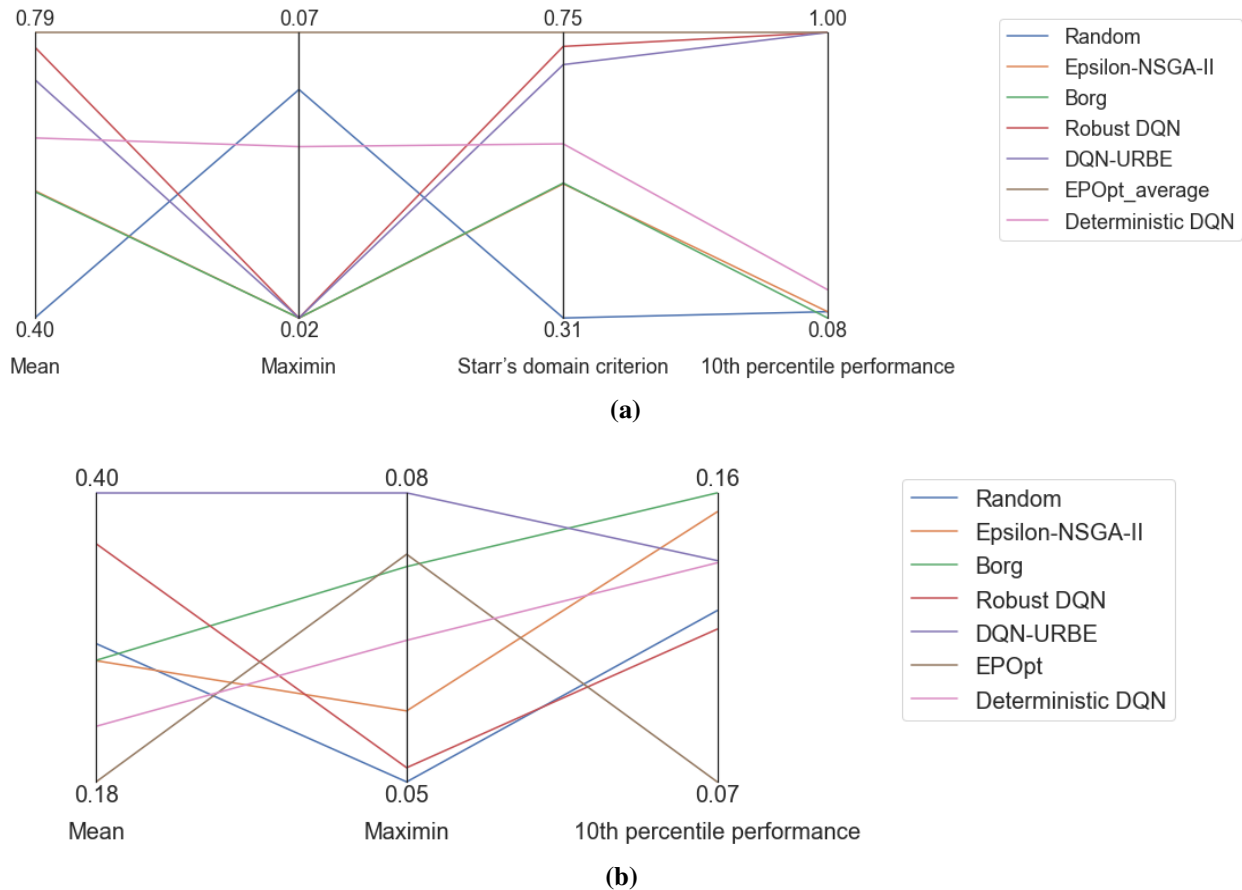 0.79 0.07 0.75 1.00
Random
Epsilon-NSGA-II
Borg
Robust DQN
DQN-URBE
EPOpt_average
Deterministic DQN
0.40 0.02 0.31 0.08
Mean Maximin Starr’s domain criterion 10th percentile performance
(a)
0.40 0.08 0.16
Random
Epsilon-NSGA-II
Borg
Robust DQN
DQN-URBE
EPOpt
Deterministic DQN
0.18 0.05 0.07
Mean Maximin 10th percentile performance
(b)